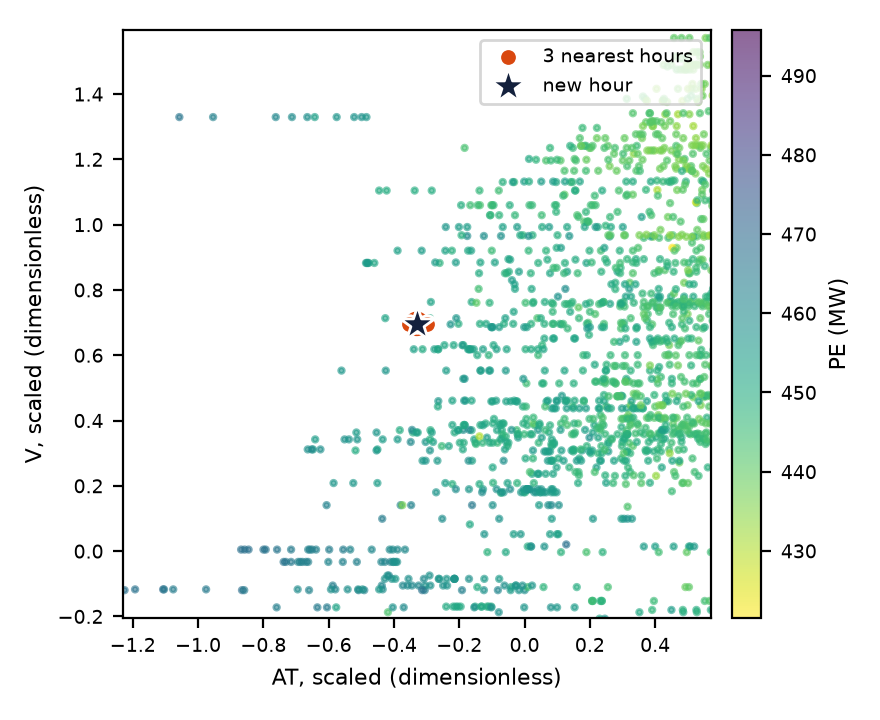 3 nearest hours
new hour
1.4
1.2
1.0
0.8
0.6
0.4
0.2
0.0
−0.2
V, scaled (dimensionless)
−1.2 −1.0 −0.8 −0.6 −0.4 −0.2 0.0 0.2 0.4
AT, scaled (dimensionless)
490
480
470
460
450
440
430
PE (MW)